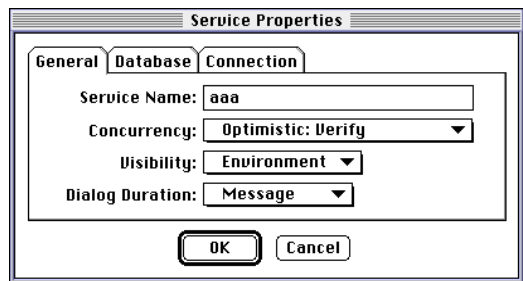 Service Properties
General Database Connection
Service Name: aaa
Concurrency: Optimistic: Verify
Visibility: Environment
Dialog Duration: Message
OK Cancel